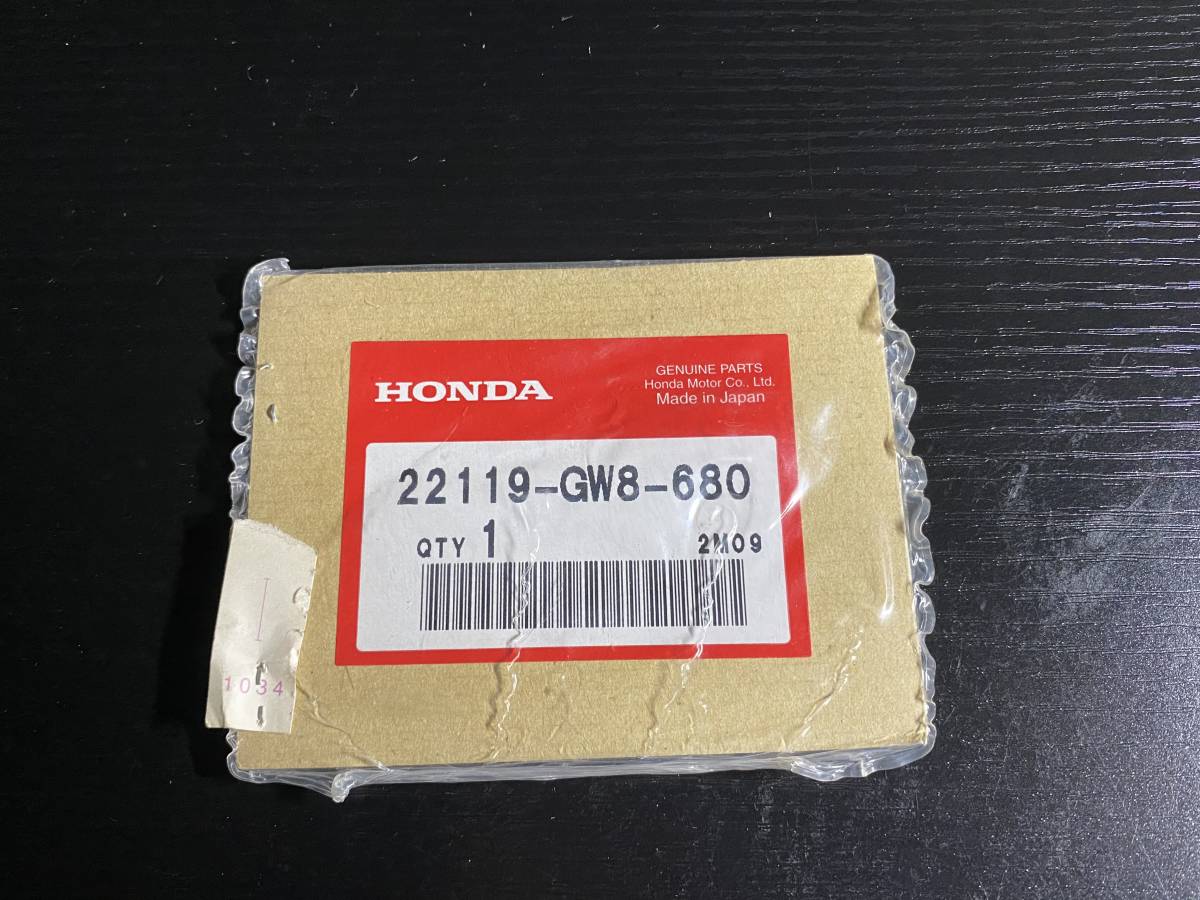 HONDA
GENUINE PARTS
Honda Motor Co., Ltd.
Made in Japan
22119-GW8-680
QTY 1 2M09
1034